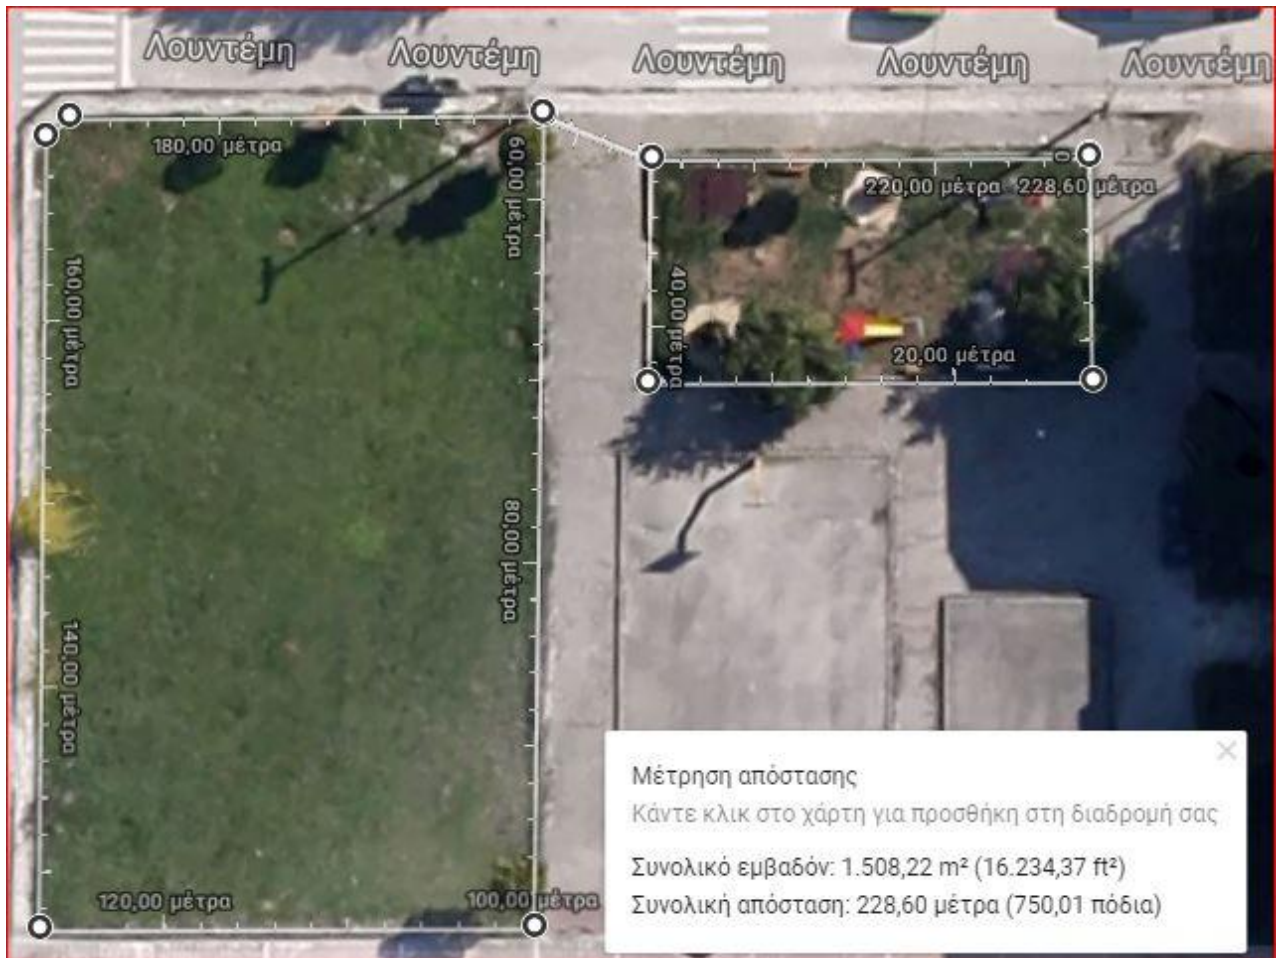 Λουντέμη Λουντέμη Λουντέμη Λουντέμη Λουντέμη
180,00 μέτρα
60,00 μέτρα
0
220,00 μέτρα 228,60 μέτρα
160,00 μέτρα
40,00 μέτρα
20,00 μέτρα
80,00 μέτρα
140,00 μέτρα
120,00 μέτρα
100,00 μέτρα
Μέτρηση απόστασης
Κάντε κλικ στο χάρτη για προσθήκη στη διαδρομή σας
Συνολικό εμβαδόν: 1.508,22 m² (16.234,37 ft²)
Συνολική απόσταση: 228,60 μέτρα (750,01 πόδια)